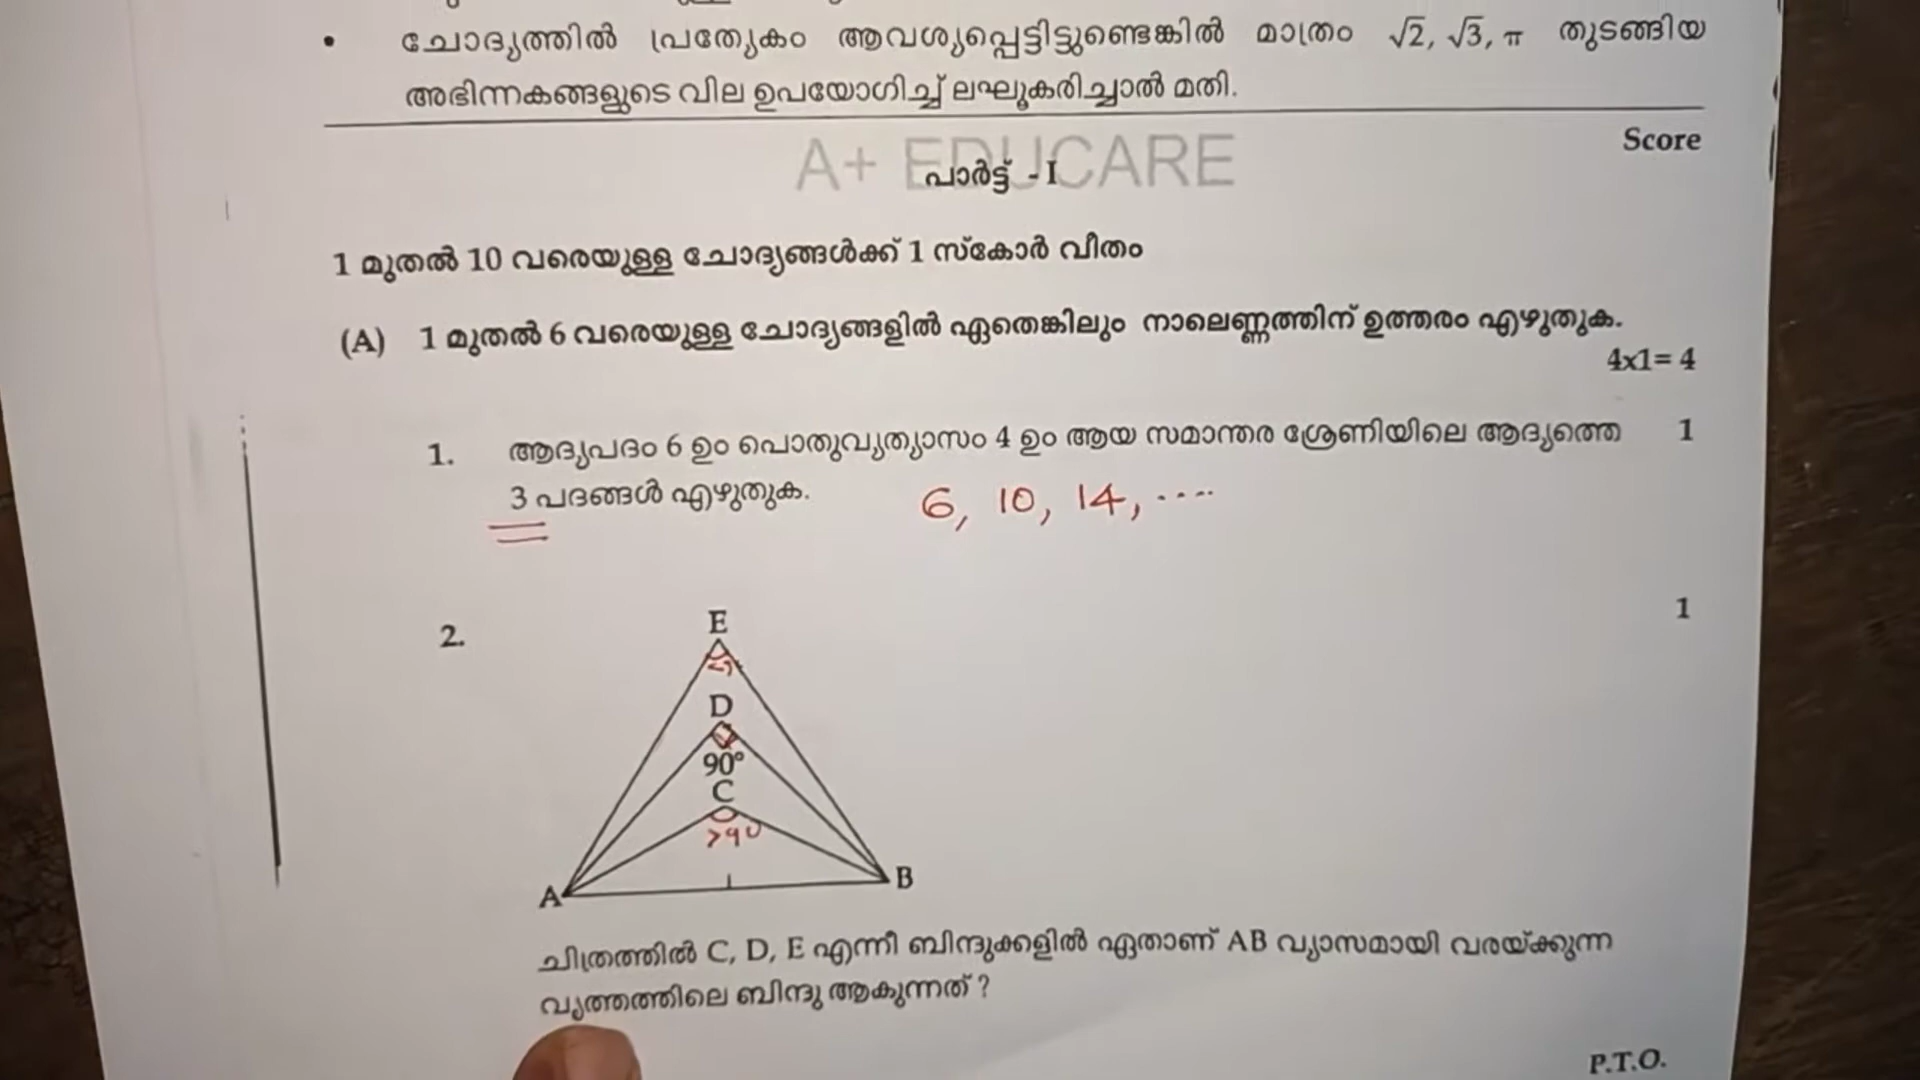 • ചോദ്യത്തിൽ പ്രത്യേകം ആവശ്യപ്പെട്ടിട്ടുണ്ടെങ്കിൽ മാത്രം √2, √3, π തുടങ്ങിയ
അഭിന്നകങ്ങളുടെ വില ഉപയോഗിച്ച് ലഘൂകരിച്ചാൽ മതി.
Score
A+ EDUCARE
പാർട്ട് - I
1 മുതൽ 10 വരെയുള്ള ചോദ്യങ്ങൾക്ക് 1 സ്കോർ വീതം
(A) 1 മുതൽ 6 വരെയുള്ള ചോദ്യങ്ങളിൽ ഏതെങ്കിലും നാലെണ്ണത്തിന് ഉത്തരം എഴുതുക.
4x1= 4
1. ആദ്യപദം 6 ഉം പൊതുവ്യത്യാസം 4 ഉം ആയ സമാന്തര ശ്രേണിയിലെ ആദ്യത്തെ 1
3 പദങ്ങൾ എഴുതുക. 6, 10, 14, ....
2. 1
E
D
90°
C
>90
A B
ചിത്രത്തിൽ C, D, E എന്നീ ബിന്ദുക്കളിൽ ഏതാണ് AB വ്യാസമായി വരയ്ക്കുന്ന
വൃത്തത്തിലെ ബിന്ദു ആകുന്നത് ?
P.T.O.